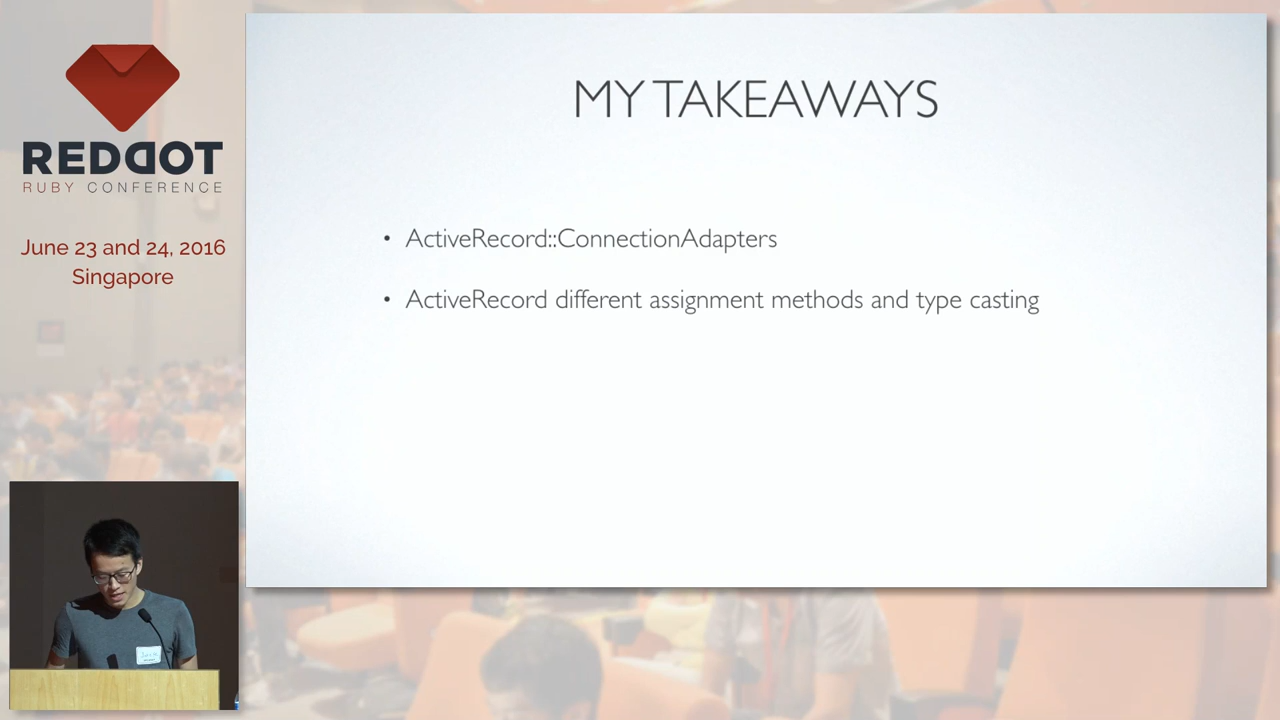 REDDOT
RUBY CONFERENCE
June 23 and 24, 2016
Singapore
MY TAKEAWAYS
• ActiveRecord::ConnectionAdapters
• ActiveRecord different assignment methods and type casting